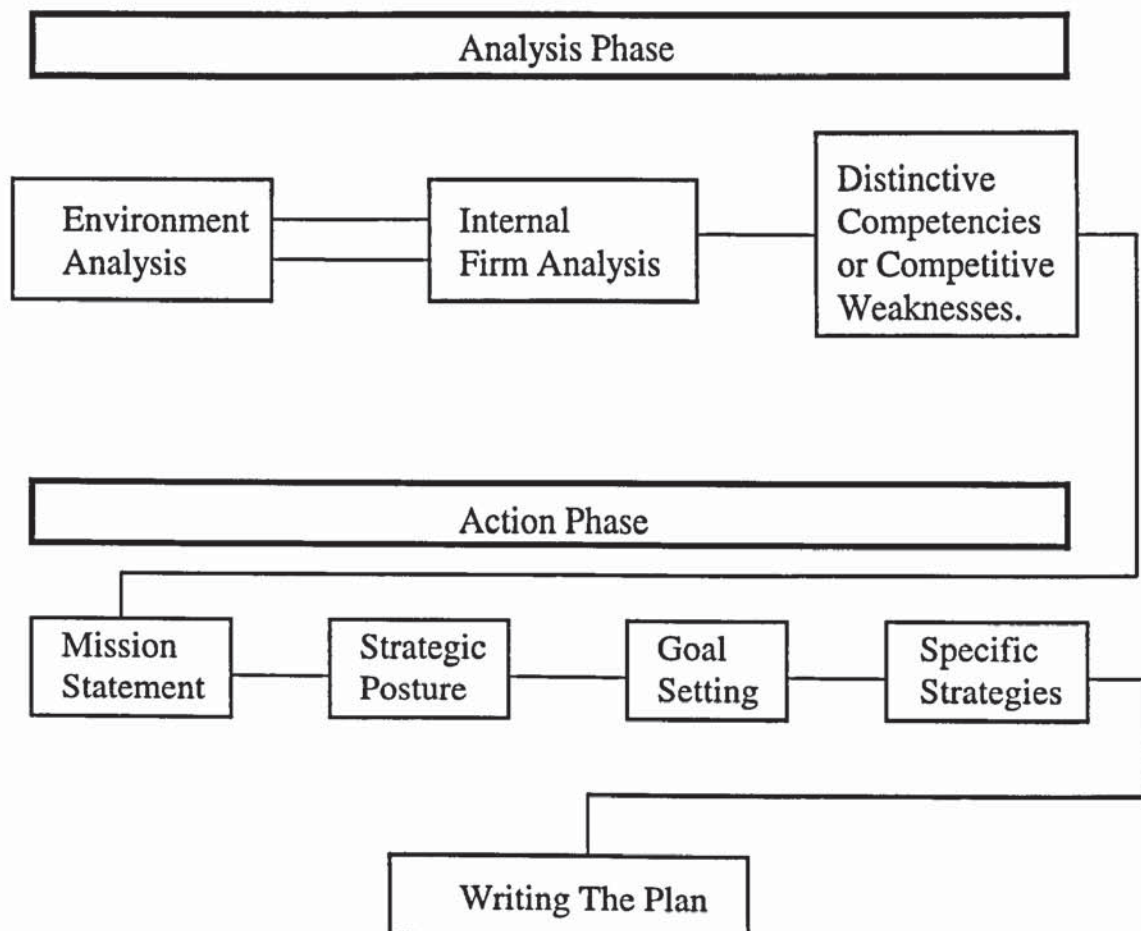 Analysis Phase
Environment
Analysis
Internal
Firm Analysis
Distinctive
Competencies
or Competitive
Weaknesses.
Action Phase
Mission
Statement
Strategic
Posture
Goal
Setting
Specific
Strategies
Writing The Plan